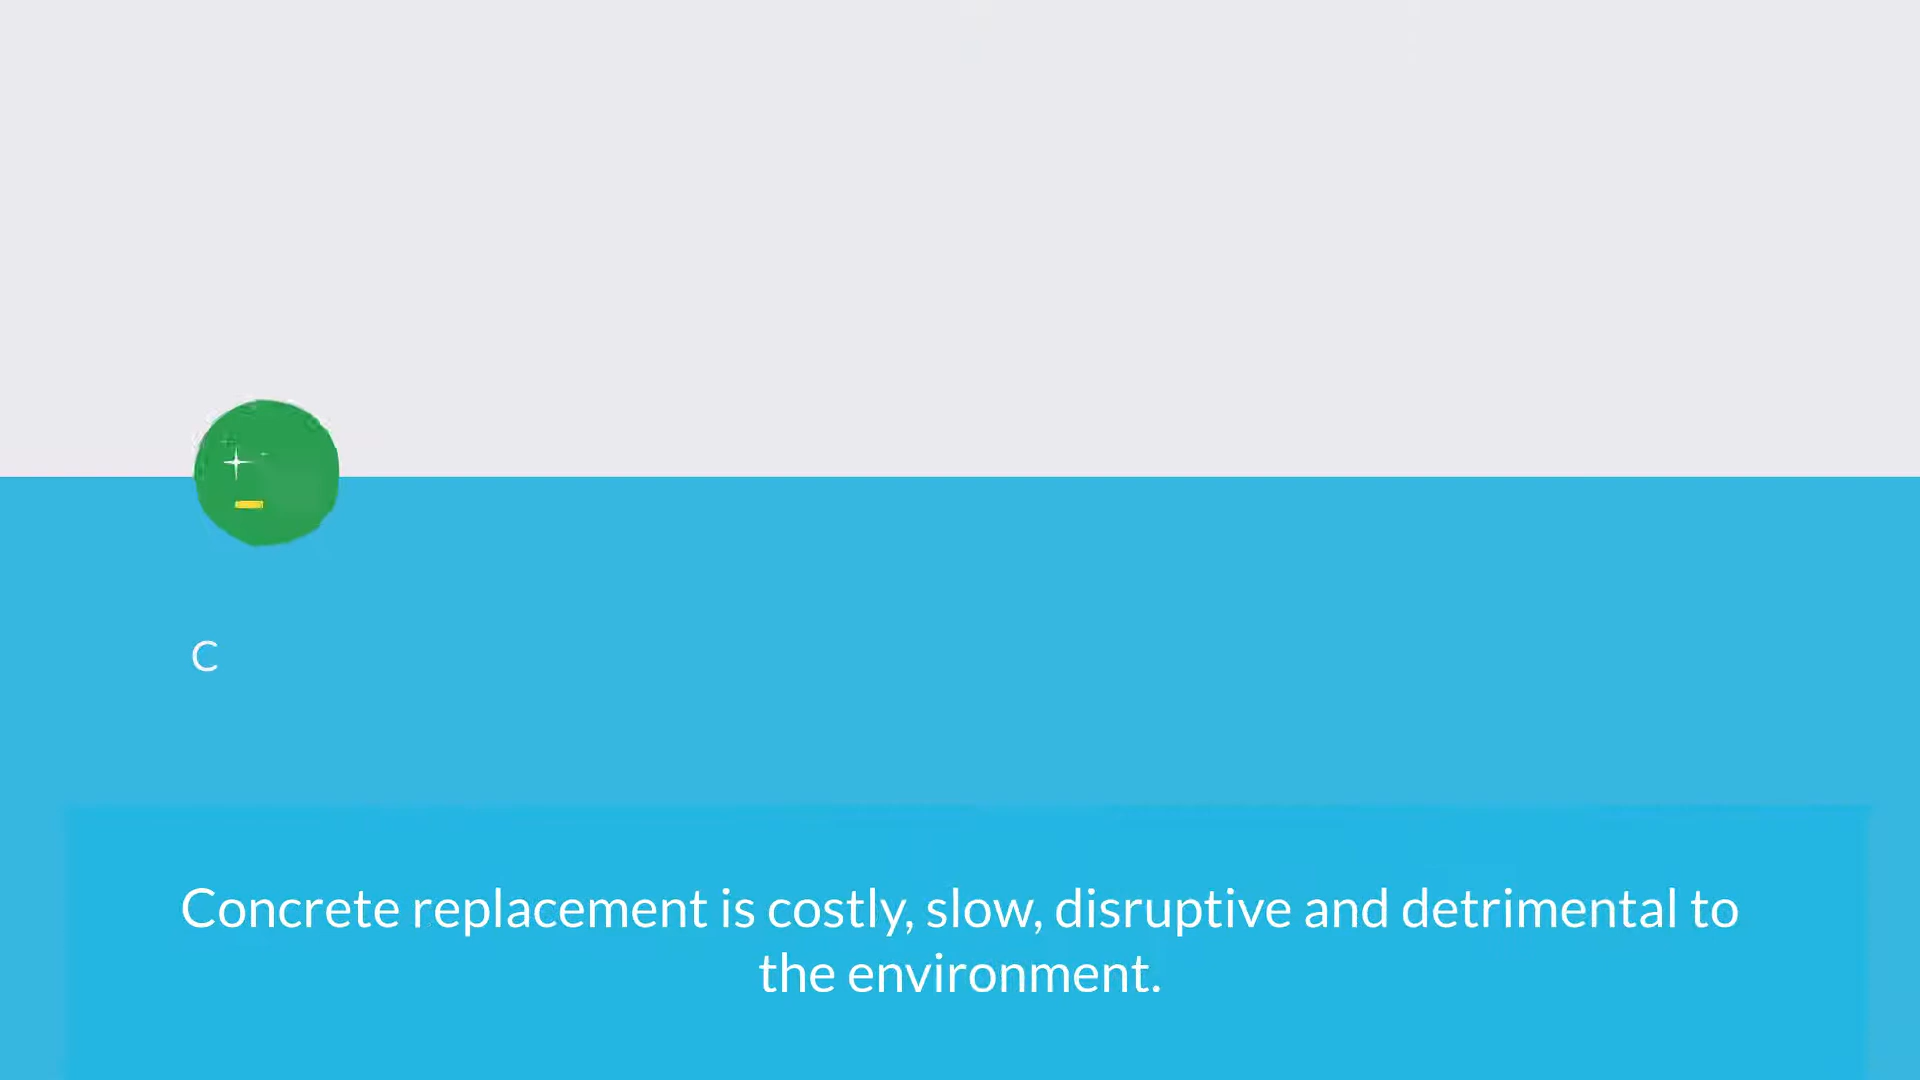 C
Concrete replacement is costly, slow, disruptive and detrimental to
the environment.